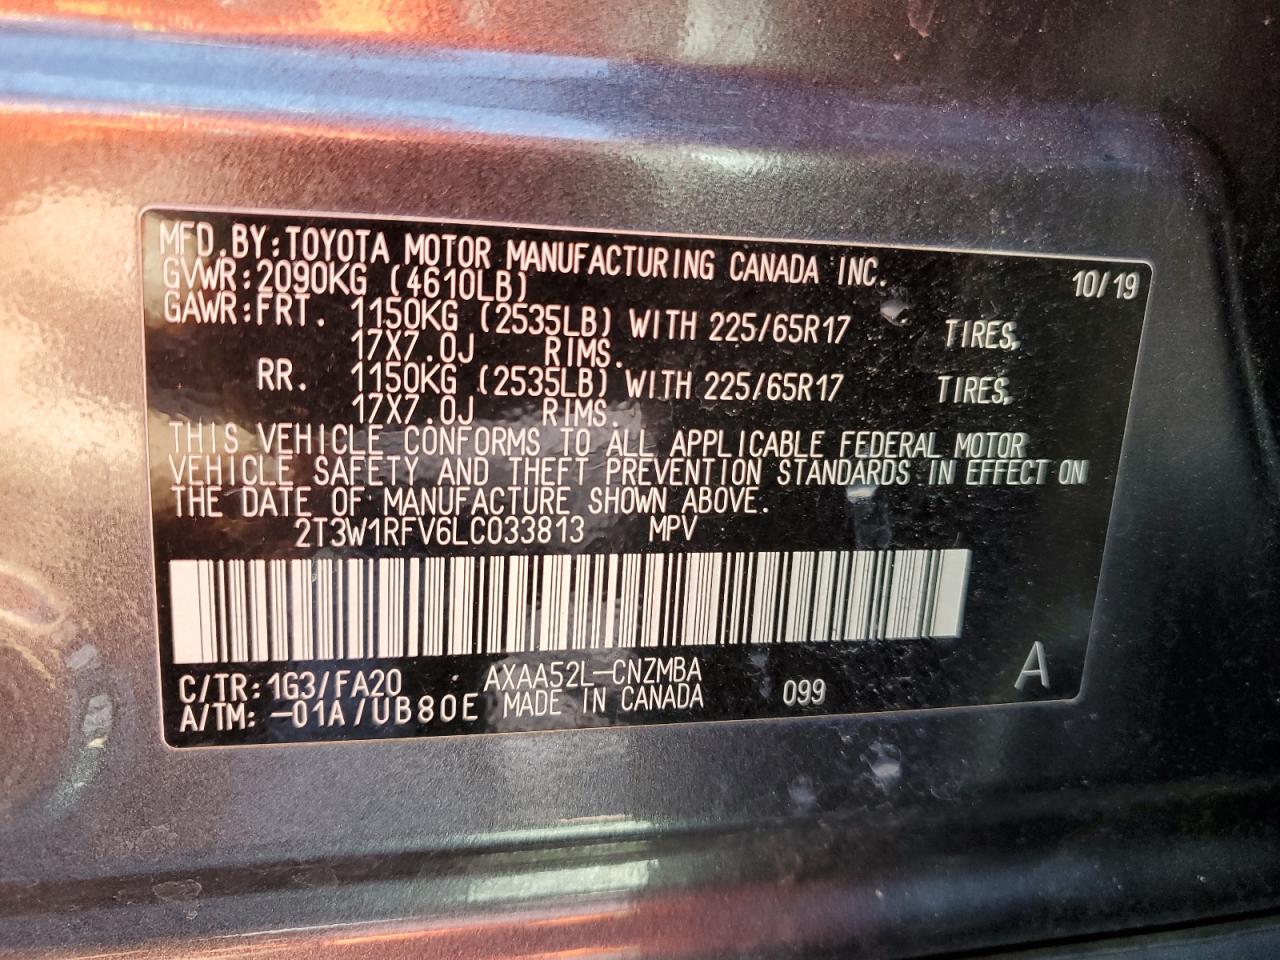 MFD.BY:TOYOTA MOTOR MANUFACTURING CANADA INC. 10/19
GVWR:2090KG (4610LB)
GAWR:FRT. 1150KG (2535LB) WITH 225/65R17 TIRES,
17X7.0J RIMS.
RR. 1150KG (2535LB) WITH 225/65R17 TIRES,
17X7.0J RIMS.
THIS VEHICLE CONFORMS TO ALL APPLICABLE FEDERAL MOTOR
VEHICLE SAFETY AND THEFT PREVENTION STANDARDS IN EFFECT ON
THE DATE OF MANUFACTURE SHOWN ABOVE.
2T3W1RFV6LC033813 MPV
C/TR:1G3/FA20 AXAA52L-CNZMBA
A/TM:-01A/UB80E MADE IN CANADA 099 A